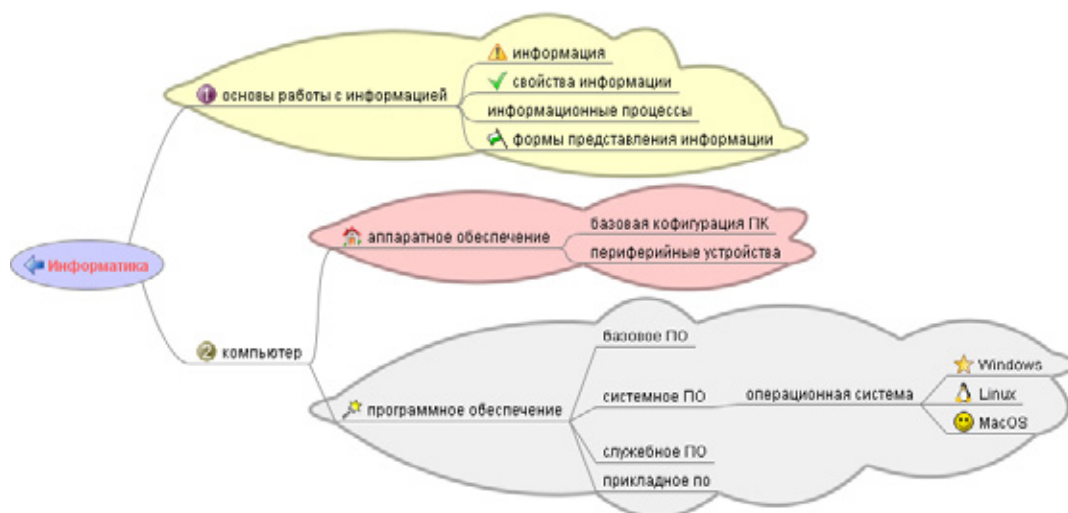 Информатика
основы работы с информацией
информация
свойства информации
информационные процессы
формы представления информации
компьютер
аппаратное обеспечение
базовая кофигурация ПК
периферийные устройства
программное обеспечение
базовое ПО
системное ПО
операционная система
Windows
Linux
MacOS
служебное ПО
прикладное по